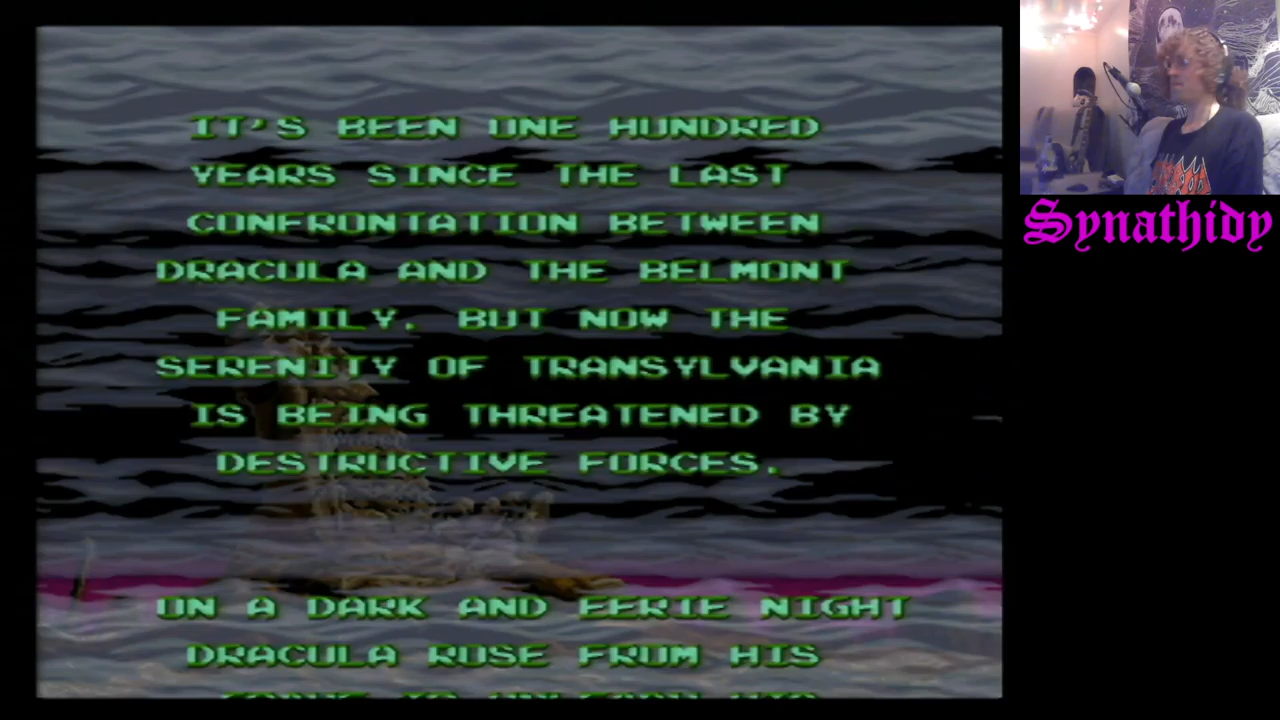 IT'S BEEN ONE HUNDRED
YEARS SINCE THE LAST
CONFRONTATION BETWEEN
DRACULA AND THE BELMONT
FAMILY. BUT NOW THE
SERENITY OF TRANSYLVANIA
IS BEING THREATENED BY
DESTRUCTIVE FORCES.
ON A DARK AND EERIE NIGHT
DRACULA ROSE FROM HIS
Synathidy